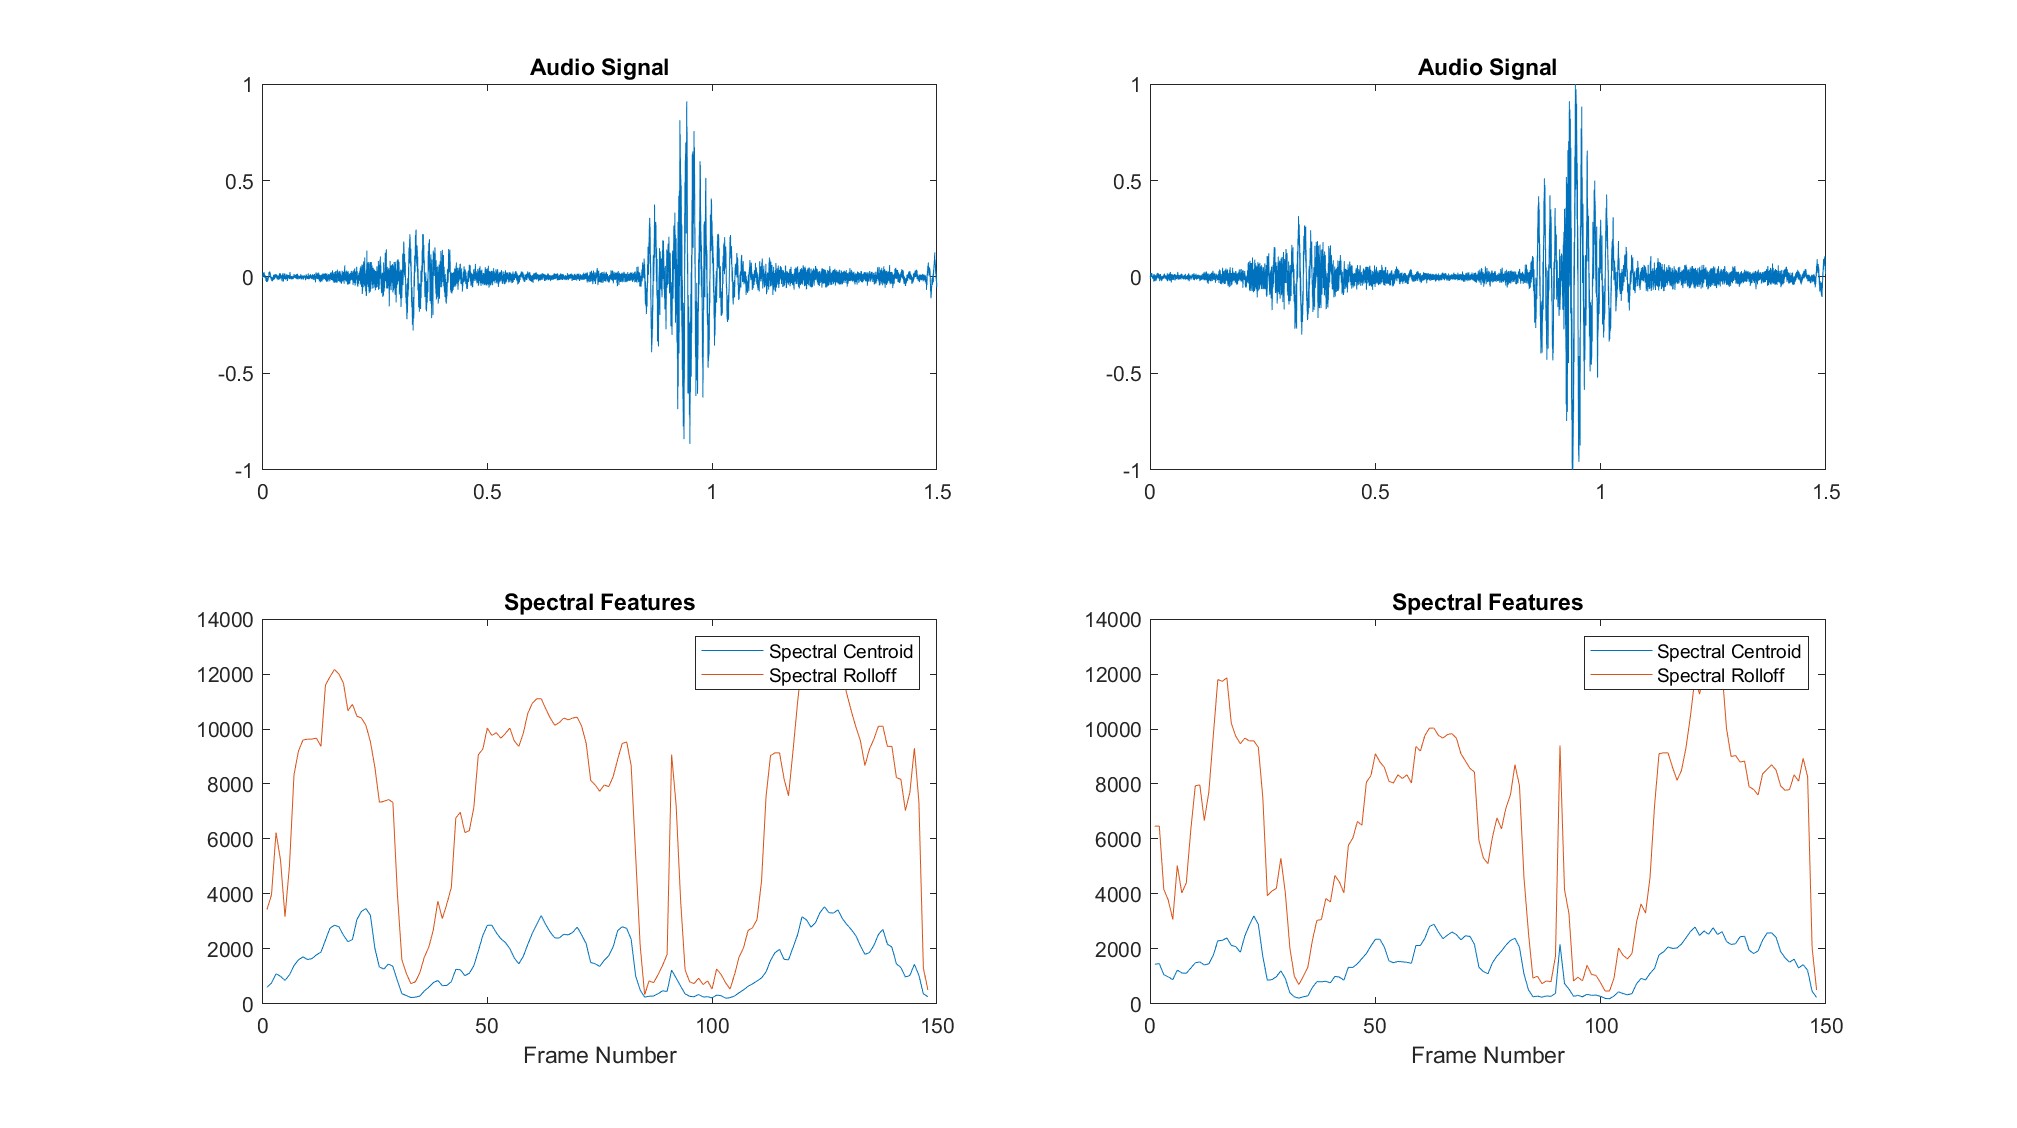 Audio Signal
1
0.5
0
-0.5
-1
0 0.5 1 1.5
Audio Signal
1
0.5
0
-0.5
-1
0 0.5 1 1.5
Spectral Features
14000
12000
10000
8000
6000
4000
2000
0
Spectral Centroid
Spectral Rolloff
0 50 100 150
Frame Number
Spectral Features
14000
12000
10000
8000
6000
4000
2000
0
Spectral Centroid
Spectral Rolloff
0 50 100 150
Frame Number